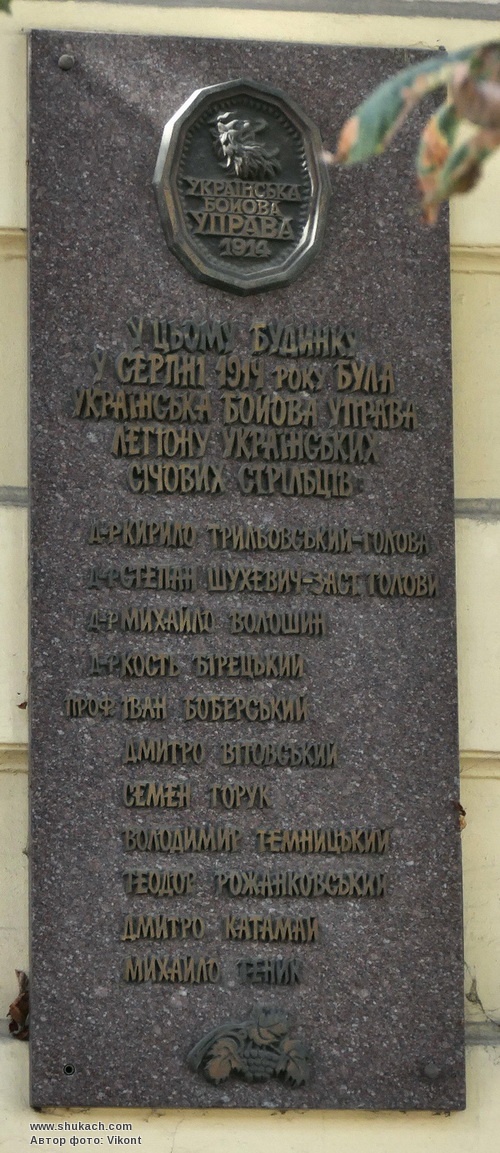 УКРАЇНСЬКА
БОЙОВА
УПРАВА
1914
У ЦЬОМУ БУДИНКУ
У СЕРПНІ 1914 РОКУ БУЛА
УКРАЇНСЬКА БОЙОВА УПРАВА
ЛЕГІОНУ УКРАЇНСЬКИХ
СІЧОВИХ СТРІЛЬЦІВ
Д-Р КИРИЛО ТРИЛЬОВСЬКИЙ-ГОЛОВА
Д-Р СТЕПАН ШУХЕВИЧ-ЗАСТ.ГОЛОВИ
Д-Р МИХАЙЛО ВОЛОШИН
Д-Р КОСТЬ БІРЕЦЬКИЙ
ПРОФ. ІВАН БОБЕРСЬКИЙ
ДМИТРО ВІТОВСЬКИЙ
СЕМЕН ГОРУК
ВОЛОДИМИР ТЕМНИЦЬКИЙ
ТЕОДОР РОЖАНКОВСЬКИЙ
ДМИТРО КАТАМАЙ
МИХАЙЛО ГЕНИК
www.shukach.com
Автор фото: Vikont